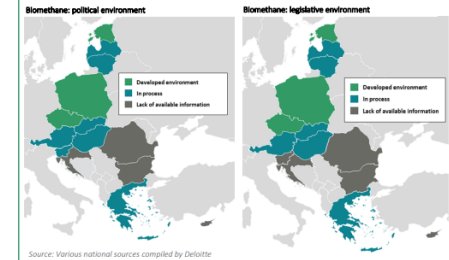 Biomethane: political environment
Biomethane: legislative environment
Developed environment
In process
Lack of available information
Developed environment
In process
Lack of available information
Source: Various national sources compiled by Deloitte